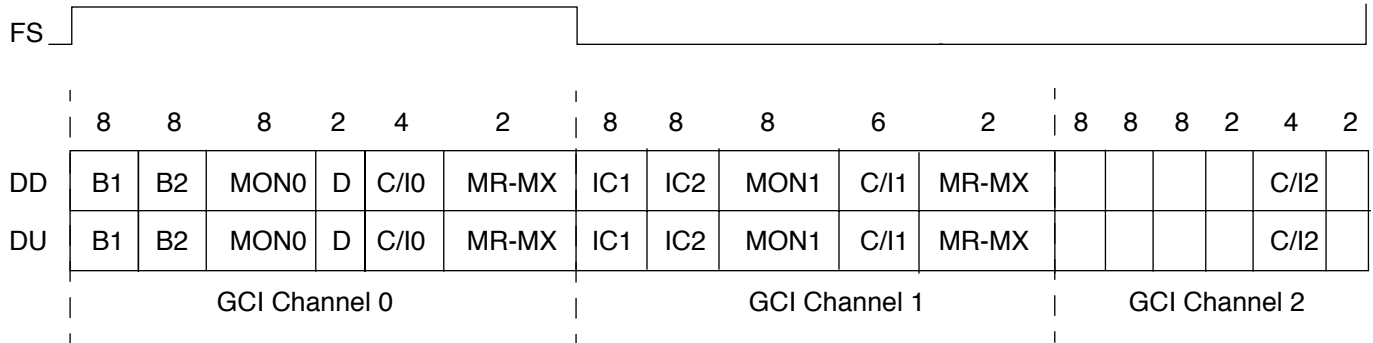 FS
8 8 8 2 4 2 8 8 8 6 2 8 8 8 2 4 2
DD B1 B2 MON0 D C/I0 MR-MX IC1 IC2 MON1 C/I1 MR-MX C/I2
DU B1 B2 MON0 D C/I0 MR-MX IC1 IC2 MON1 C/I1 MR-MX C/I2
GCI Channel 0 GCI Channel 1 GCI Channel 2